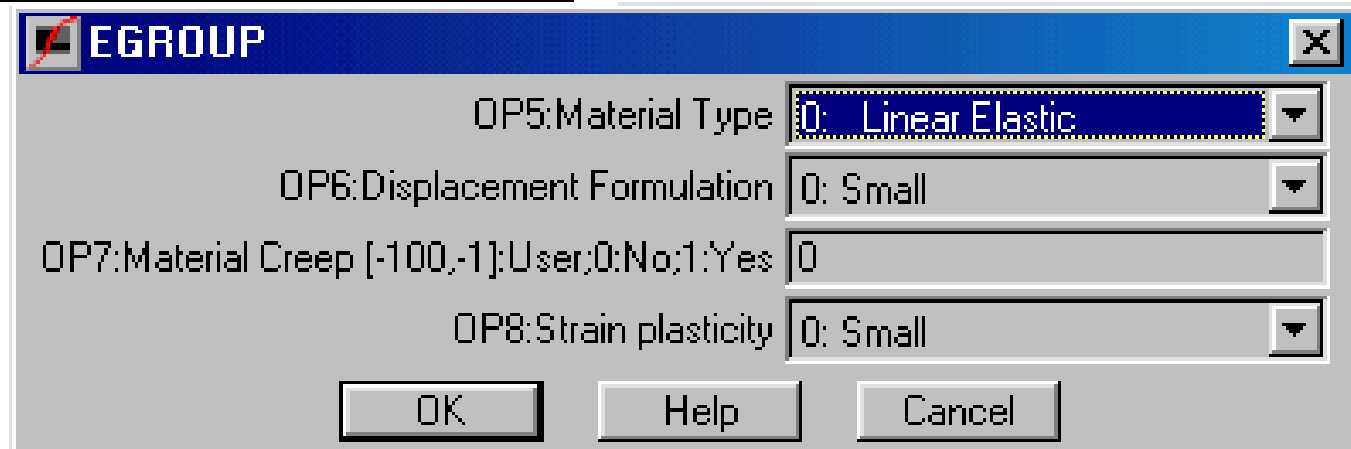 EGROUP
OP5:Material Type 0: Linear Elastic
OP6:Displacement Formulation 0: Small
OP7:Material Creep [-100,-1]:User;0:No;1:Yes 0
OP8:Strain plasticity 0: Small
OK Help Cancel